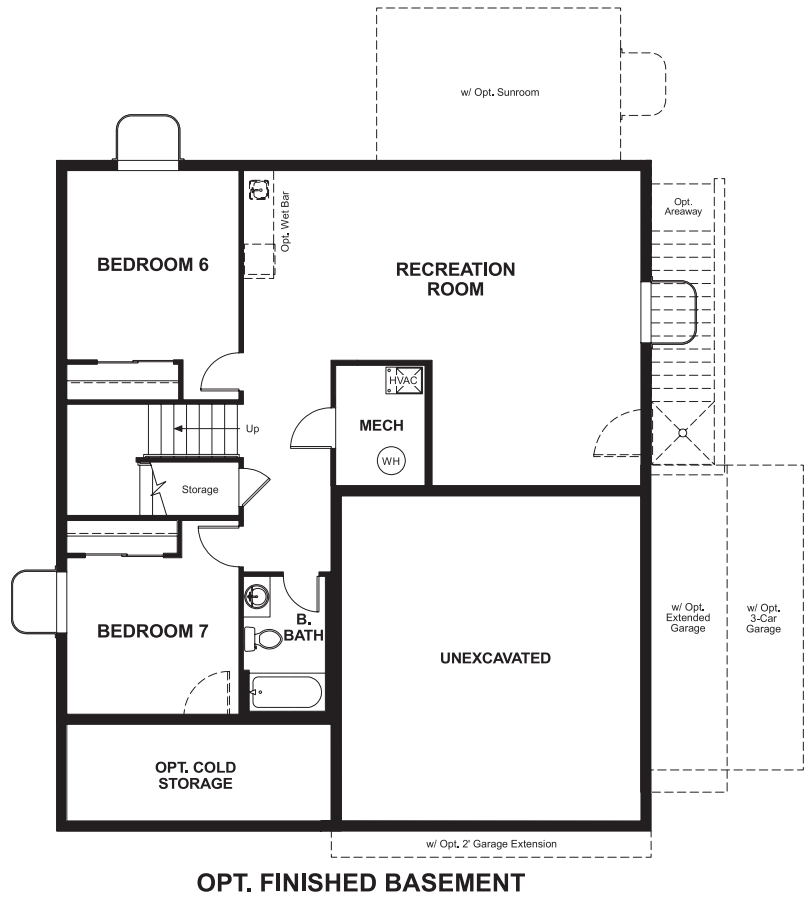 w/ Opt. Sunroom
Opt. Wet Bar
Opt.
Areaway
BEDROOM 6
RECREATION
ROOM
HVAC
MECH
WH
Up
Storage
BEDROOM 7
B.
BATH
UNEXCAVATED
w/ Opt.
Extended
Garage
w/ Opt.
3-Car
Garage
OPT. COLD
STORAGE
w/ Opt. 2' Garage Extension
OPT. FINISHED BASEMENT